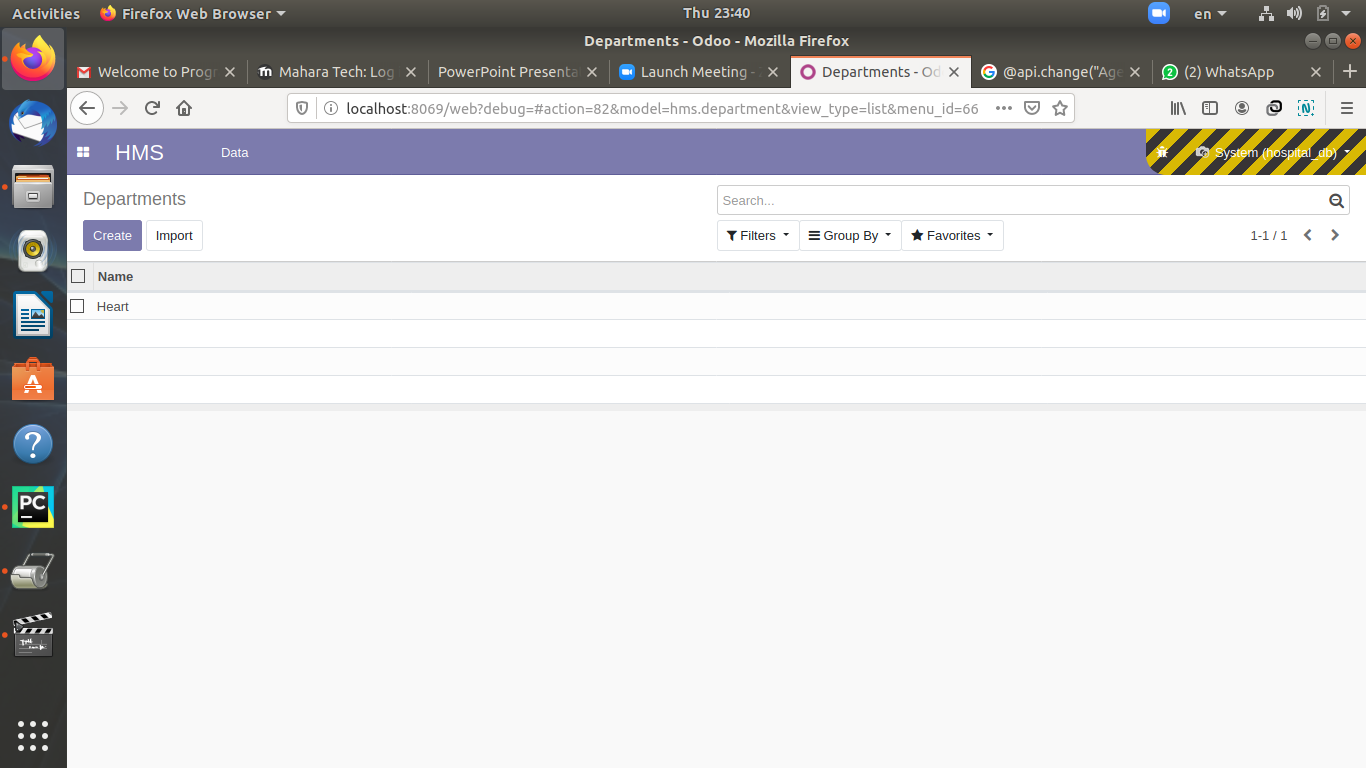 Activities Firefox Web Browser Thu 23:40 en
Departments - Odoo - Mozilla Firefox
Welcome to Progr Mahara Tech: Log PowerPoint Presenta Launch Meeting - Departments - Od @api.change("Age (2) WhatsApp
localhost:8069/web?debug=#action=82&model=hms.department&view_type=list&menu_id=66
HMS Data System (hospital_db)
Departments Search...
Create Import Filters Group By Favorites 1-1 / 1
Name
Heart
PC